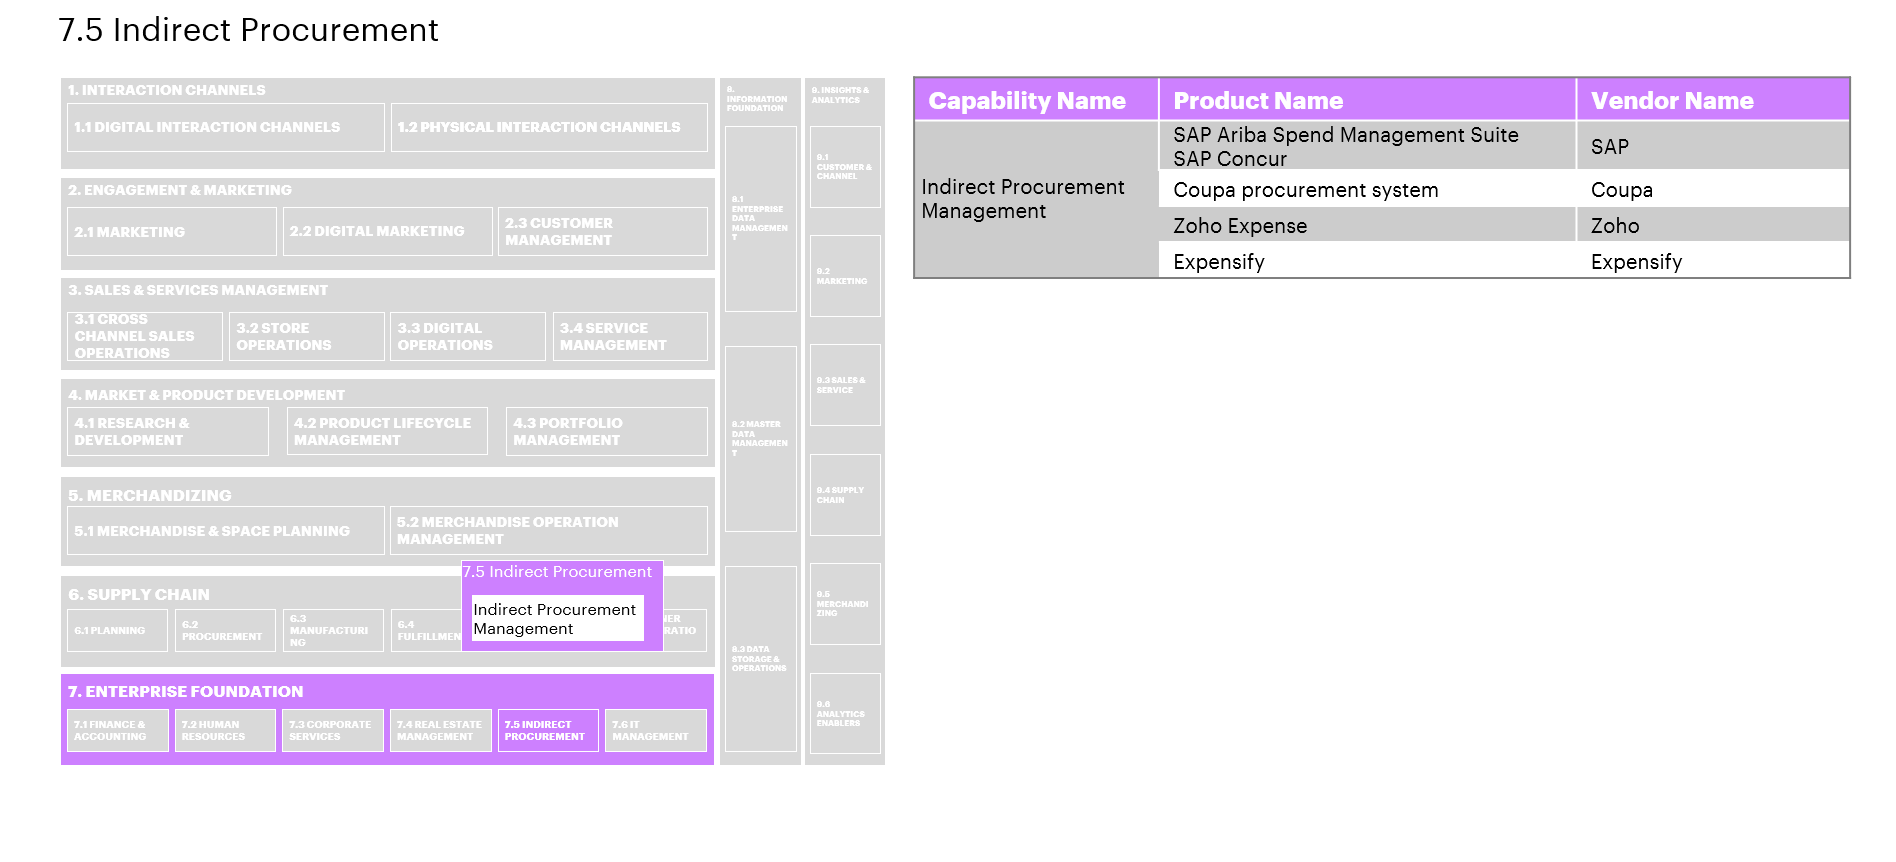 7.5 Indirect Procurement
1. INTERACTION CHANNELS
1.1 DIGITAL INTERACTION CHANNELS
1.2 PHYSICAL INTERACTION CHANNELS
2. ENGAGEMENT & MARKETING
2.1 MARKETING
2.2 DIGITAL MARKETING
2.3 CUSTOMER
MANAGEMENT
3. SALES & SERVICES MANAGEMENT
3.1 CROSS
CHANNEL SALES
OPERATIONS
3.2 STORE
OPERATIONS
3.3 DIGITAL
OPERATIONS
3.4 SERVICE
MANAGEMENT
4. MARKET & PRODUCT DEVELOPMENT
4.1 RESEARCH &
DEVELOPMENT
4.2 PRODUCT LIFECYCLE
MANAGEMENT
4.3 PORTFOLIO
MANAGEMENT
5. MERCHANDIZING
5.1 MERCHANDISE & SPACE PLANNING
5.2 MERCHANDISE OPERATION
MANAGEMENT
6. SUPPLY CHAIN
6.1 PLANNING
6.2
PROCUREMENT
6.3
MANUFACTURI
NG
6.4
FULFILLMEN
7.5 Indirect Procurement
Indirect Procurement
Management
MER
RATIO
7. ENTERPRISE FOUNDATION
7.1 FINANCE &
ACCOUNTING
7.2 HUMAN
RESOURCES
7.3 CORPORATE
SERVICES
7.4 REAL ESTATE
MANAGEMENT
7.5 INDIRECT
PROCUREMENT
7.6 IT
MANAGEMENT
8.
INFORMATION
FOUNDATION
8.1
ENTERPRISE
DATA
MANAGEMEN
T
8.2 MASTER
DATA
MANAGEMEN
T
8.3 DATA
STORAGE &
OPERATIONS
9. INSIGHTS &
ANALYTICS
9.1
CUSTOMER &
CHANNEL
9.2
MARKETING
9.3 SALES &
SERVICE
9.4 SUPPLY
CHAIN
9.5
MERCHANDI
ZING
9.6
ANALYTICS
ENABLERS
Capability Name Product Name Vendor Name
Indirect Procurement
Management
SAP Ariba Spend Management Suite
SAP Concur
SAP
Coupa procurement system Coupa
Zoho Expense Zoho
Expensify Expensify